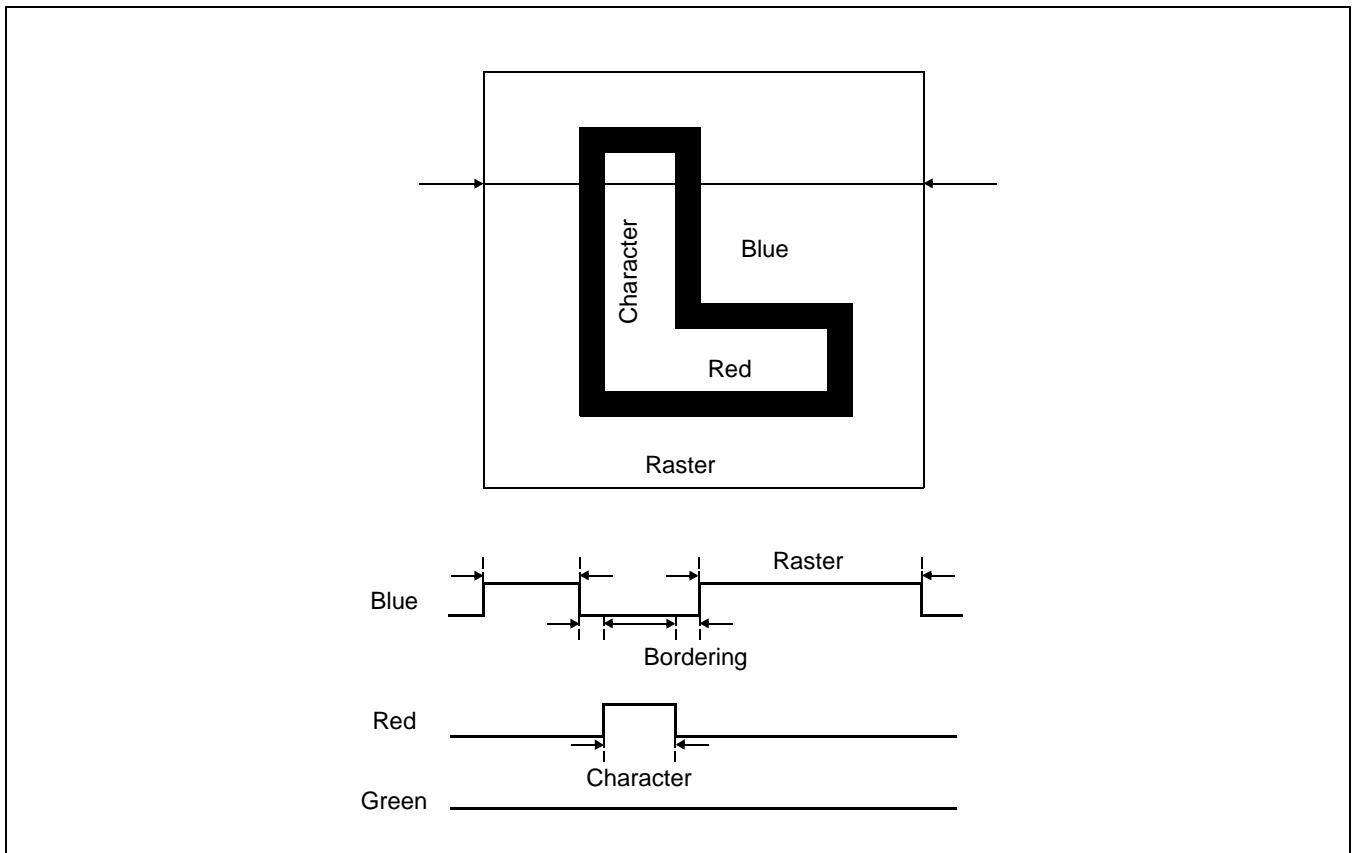 Character
Blue
Red
Raster
Raster
Blue
Bordering
Red
Character
Green